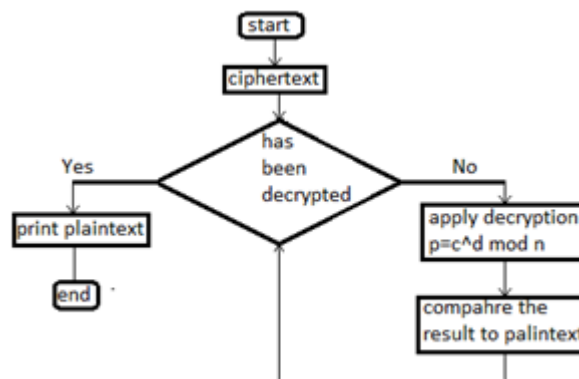 start
ciphertext
has
been
decrypted
Yes
No
print plaintext
apply decryption
p=c^d mod n
end
compahre the
result to palintext